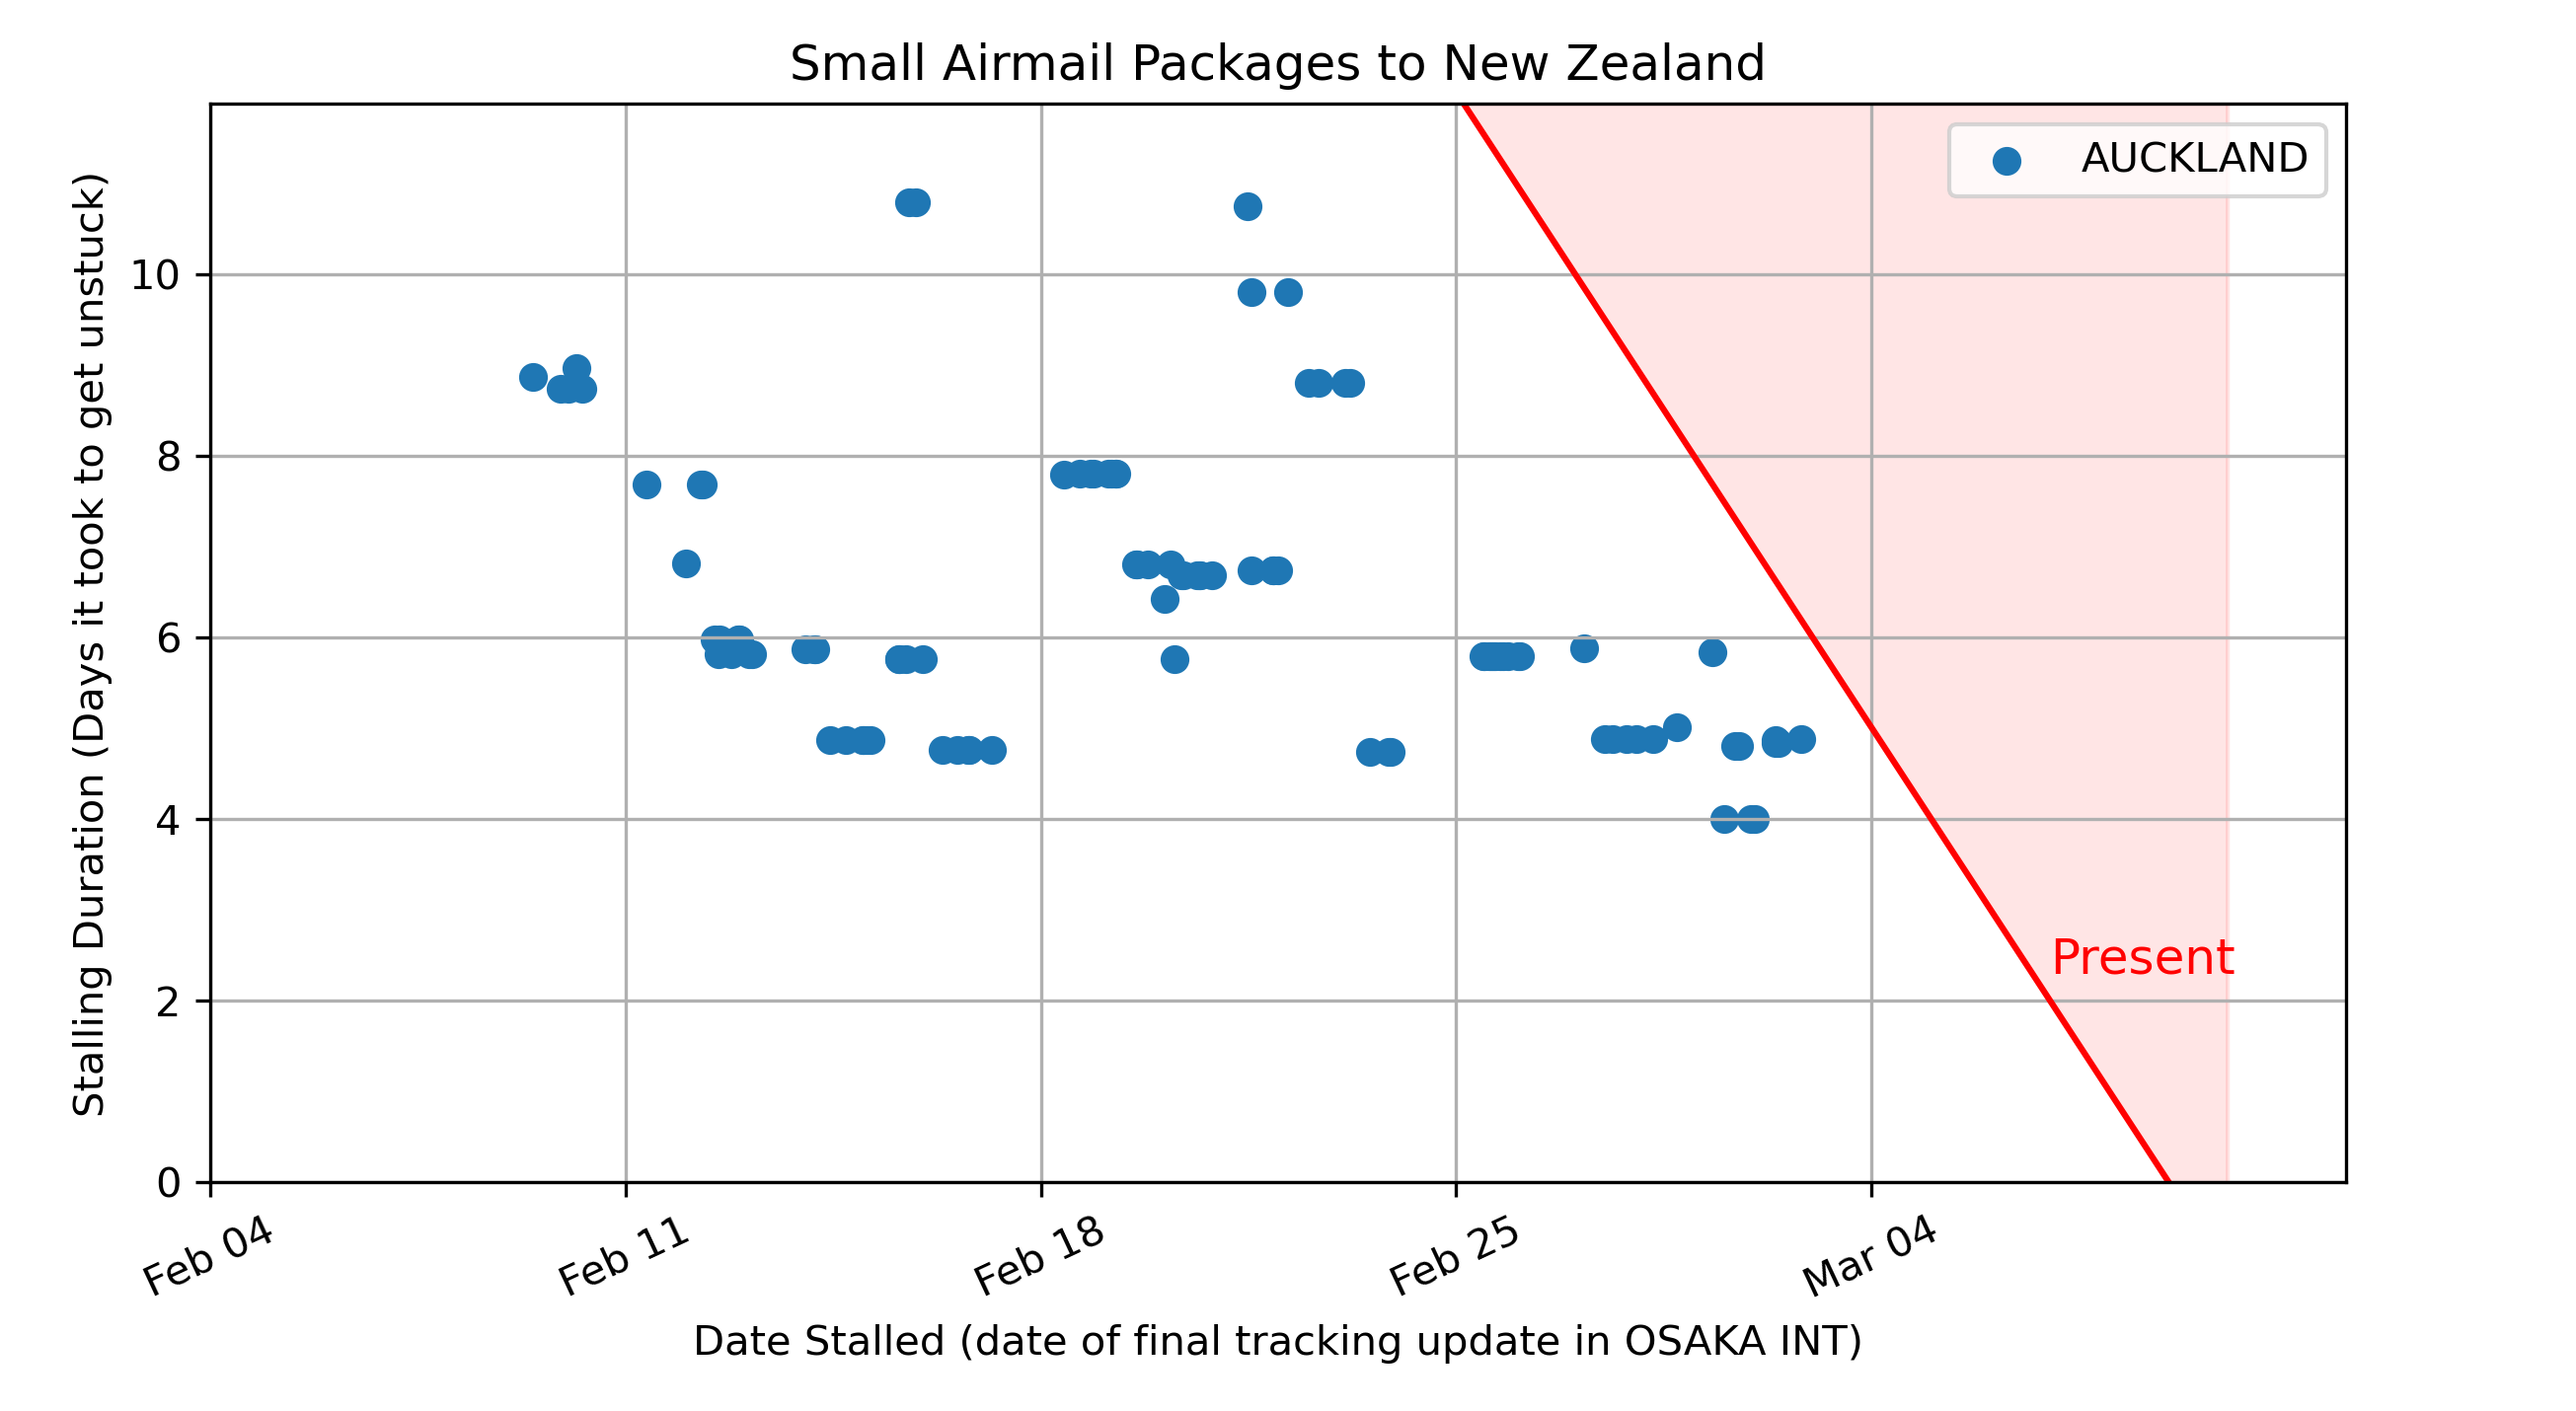 Small Airmail Packages to New Zealand
AUCKLAND
Stalling Duration (Days it took to get unstuck)
10
8
6
4
2
0
Present
Feb 04
Feb 11
Feb 18
Feb 25
Mar 04
Date Stalled (date of final tracking update in OSAKA INT)